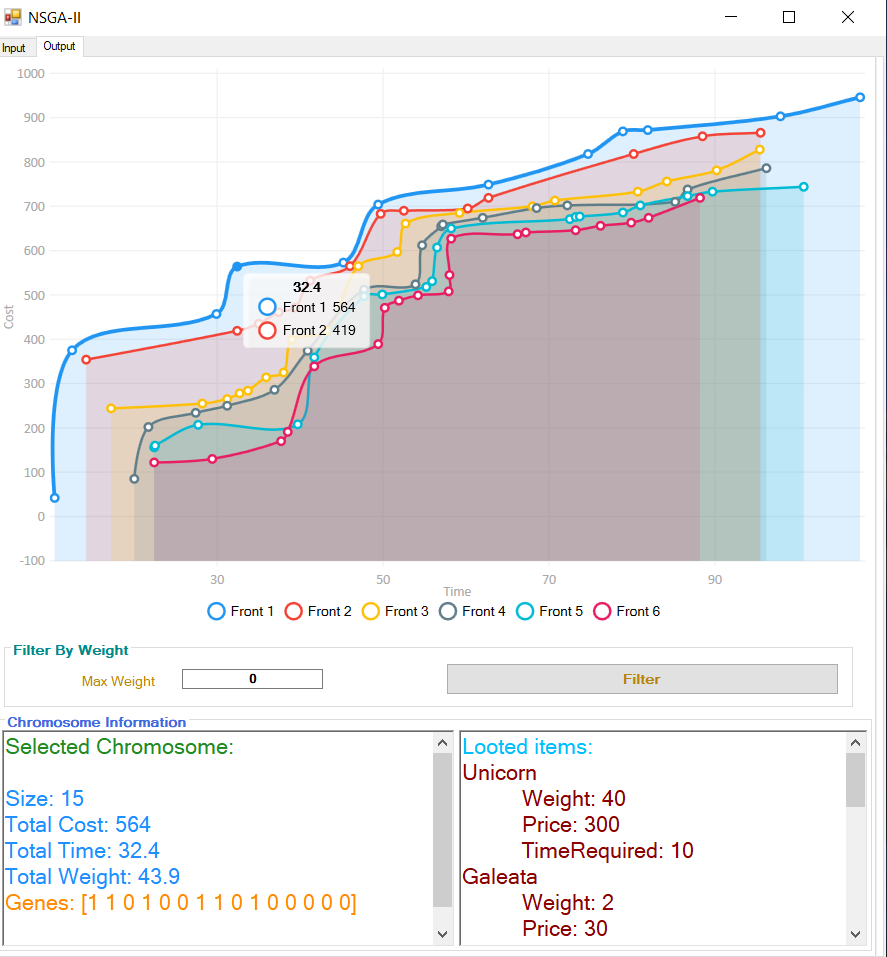 NSGA-II
Input Output
1000
900
800
700
600
500
400
300
200
100
0
-100
Cost
32.4
Front 1 564
Front 2 419
30 50 70 90
Time
Front 1 Front 2 Front 3 Front 4 Front 5 Front 6
Filter By Weight
Max Weight 0 Filter
Chromosome Information
Selected Chromosome:
Size: 15
Total Cost: 564
Total Time: 32.4
Total Weight: 43.9
Genes: [1 1 0 1 0 0 1 1 0 1 0 0 0 0 0]
Looted items:
Unicorn
Weight: 40
Price: 300
TimeRequired: 10
Galeata
Weight: 2
Price: 30